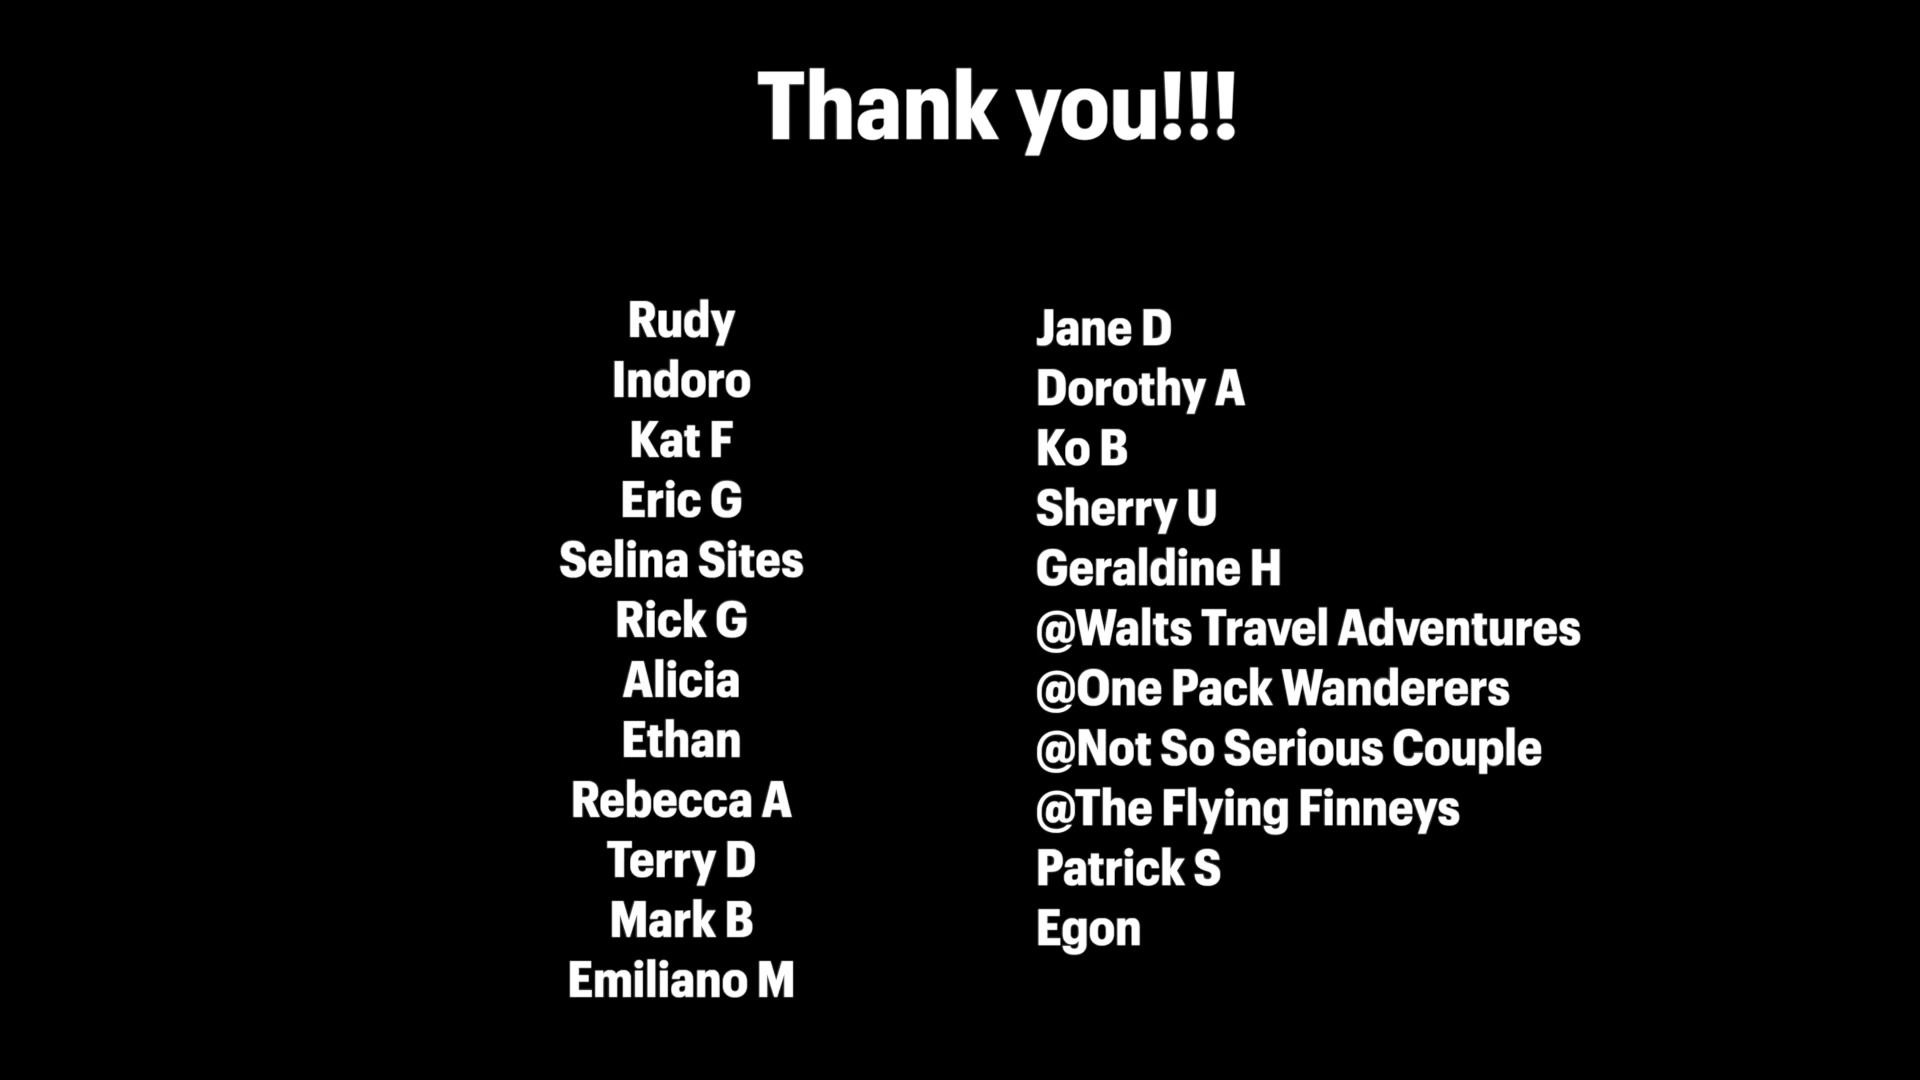 Thank you!!!
Rudy
Indoro
Kat F
Eric G
Selina Sites
Rick G
Alicia
Ethan
Rebecca A
Terry D
Mark B
Emiliano M
Jane D
Dorothy A
Ko B
Sherry U
Geraldine H
@Walts Travel Adventures
@One Pack Wanderers
@Not So Serious Couple
@The Flying Finneys
Patrick S
Egon